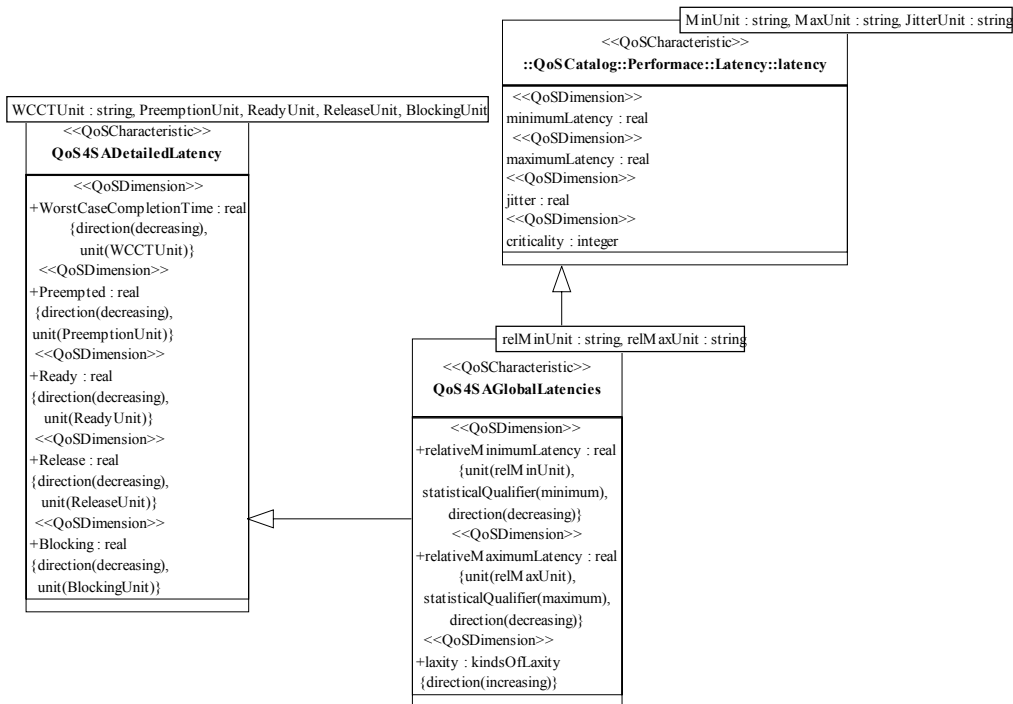 MinUnit : string, MaxUnit : string, JitterUnit : string
<<QoSCharacteristic>>
::QoSCatalog::Performace::Latency::latency
<<QoSDimension>>
minimumLatency : real
<<QoSDimension>>
maximumLatency : real
<<QoSDimension>>
jitter : real
<<QoSDimension>>
criticality : integer
WCCTUnit : string, PreemptionUnit, ReadyUnit, ReleaseUnit, BlockingUnit
<<QoSCharacteristic>>
QoS4SADetailedLatency
<<QoSDimension>>
+WorstCaseCompletionTime : real
{direction(decreasing),
unit(WCCTUnit)}
<<QoSDimension>>
+Preempted : real
{direction(decreasing),
unit(PreemptionUnit)}
<<QoSDimension>>
+Ready : real
{direction(decreasing),
unit(ReadyUnit)}
<<QoSDimension>>
+Release : real
{direction(decreasing),
unit(ReleaseUnit)}
<<QoSDimension>>
+Blocking : real
{direction(decreasing),
unit(BlockingUnit)}
relMinUnit : string, relMaxUnit : string
<<QoSCharacteristic>>
QoS4SAGlobalLatencies
<<QoSDimension>>
+relativeMinimumLatency : real
{unit(relMinUnit),
statisticalQualifier(minimum),
direction(decreasing)}
<<QoSDimension>>
+relativeMaximumLatency : real
{unit(relMaxUnit),
statisticalQualifier(maximum),
direction(decreasing)}
<<QoSDimension>>
+laxity : kindsOfLaxity
{direction(increasing)}